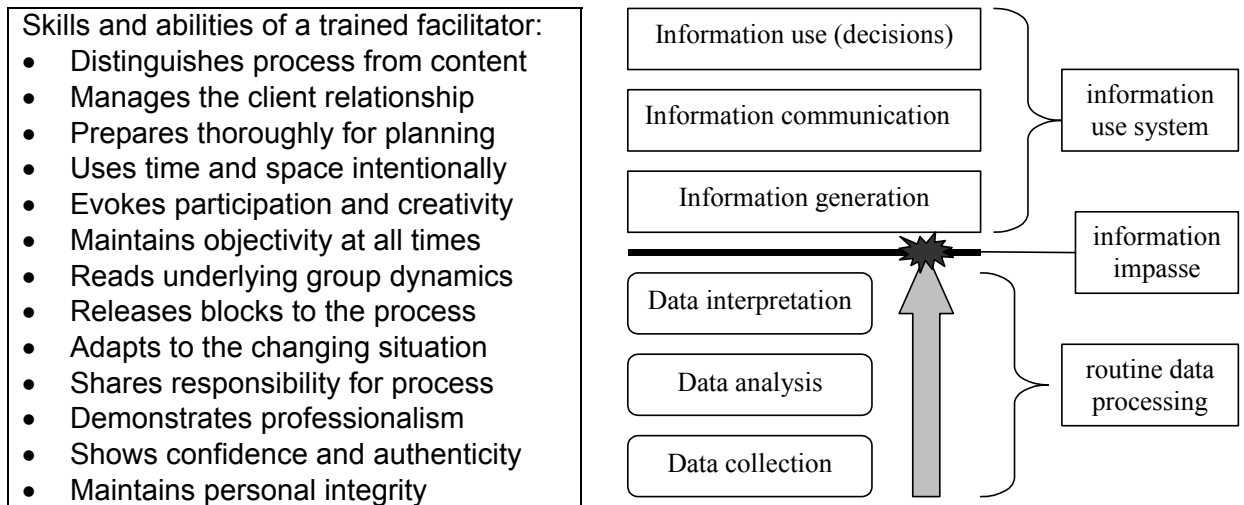 Skills and abilities of a trained facilitator:
• Distinguishes process from content
• Manages the client relationship
• Prepares thoroughly for planning
• Uses time and space intentionally
• Evokes participation and creativity
• Maintains objectivity at all times
• Reads underlying group dynamics
• Releases blocks to the process
• Adapts to the changing situation
• Shares responsibility for process
• Demonstrates professionalism
• Shows confidence and authenticity
• Maintains personal integrity
Information use (decisions)
Information communication
Information generation
information
use system
information
impasse
Data interpretation
Data analysis
Data collection
routine data
processing